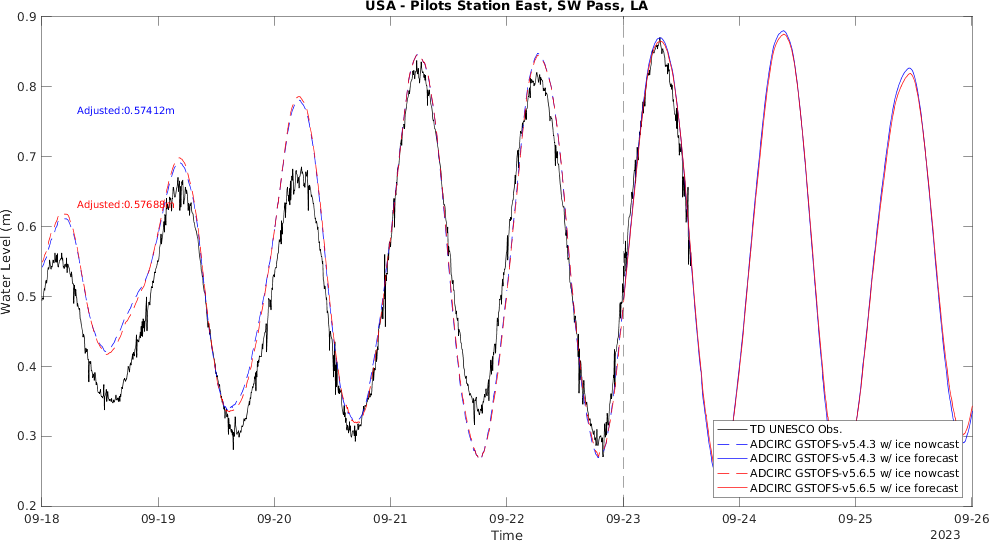 USA - Pilots Station East, SW Pass, LA
0.9
0.8
0.7
0.6
0.5
0.4
0.3
0.2
Water Level (m)
Adjusted:0.57412m
Adjusted:0.57688m
TD UNESCO Obs.
ADCIRC GSTOFS-v5.4.3 w/ ice nowcast
ADCIRC GSTOFS-v5.4.3 w/ ice forecast
ADCIRC GSTOFS-v5.6.5 w/ ice nowcast
ADCIRC GSTOFS-v5.6.5 w/ ice forecast
09-18 09-19 09-20 09-21 09-22 09-23 09-24 09-25 09-26
Time
2023